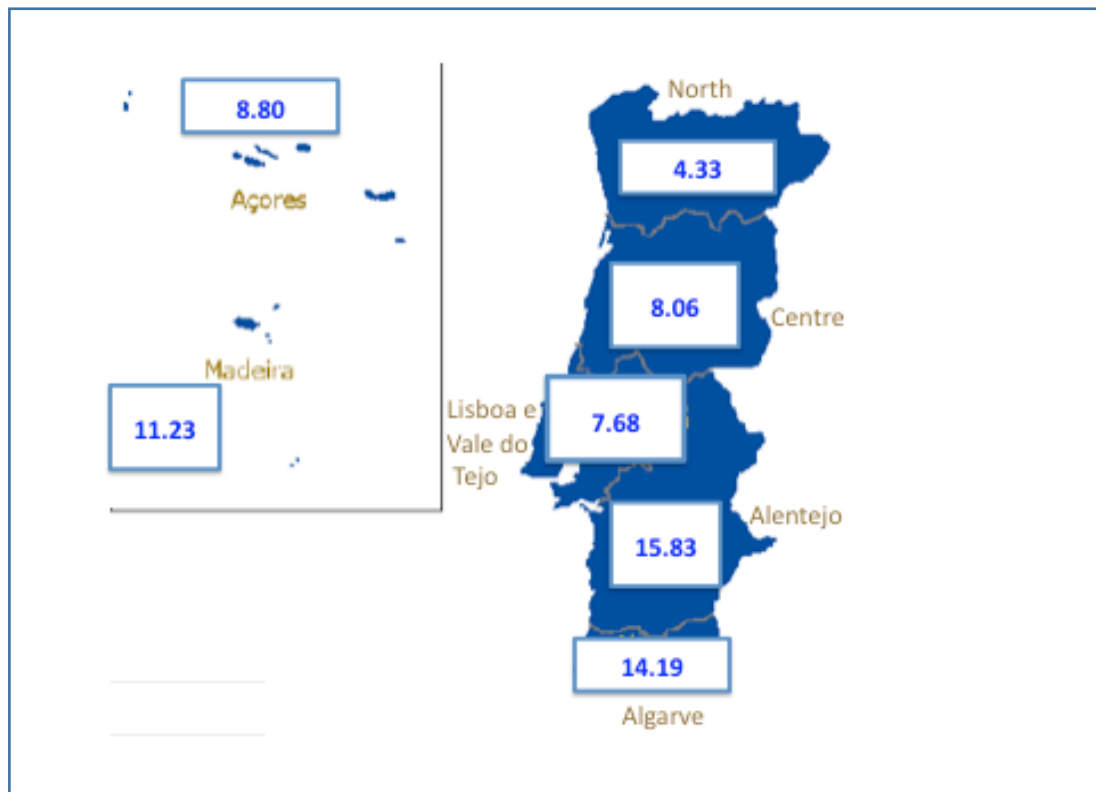 8.80
Açores
Madeira
11.23
North
4.33
8.06
Centre
Lisboa e
Vale do
Tejo
7.68
Alentejo
15.83
14.19
Algarve